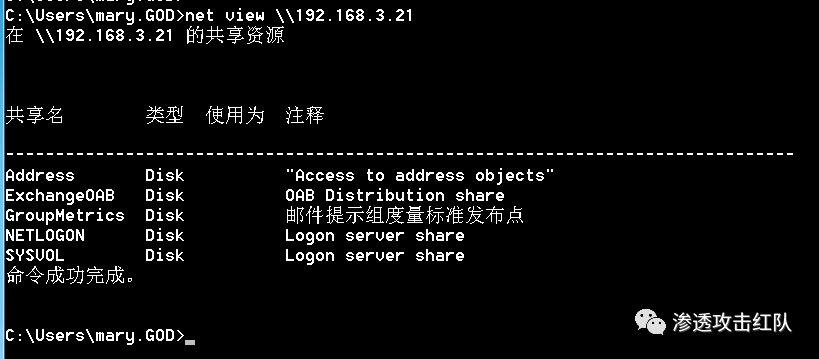 C:\Users\mary.GOD>net view \\192.168.3.21
在 \\192.168.3.21 的共享资源
共享名 类型 使用为 注释
-------------------------------------------------------------------------------
Address Disk "Access to address objects"
ExchangeOAB Disk OAB Distribution share
GroupMetrics Disk 邮件提示组度量标准发布点
NETLOGON Disk Logon server share
SYSVOL Disk Logon server share
命令成功完成。
C:\Users\mary.GOD>_
渗透攻击红队